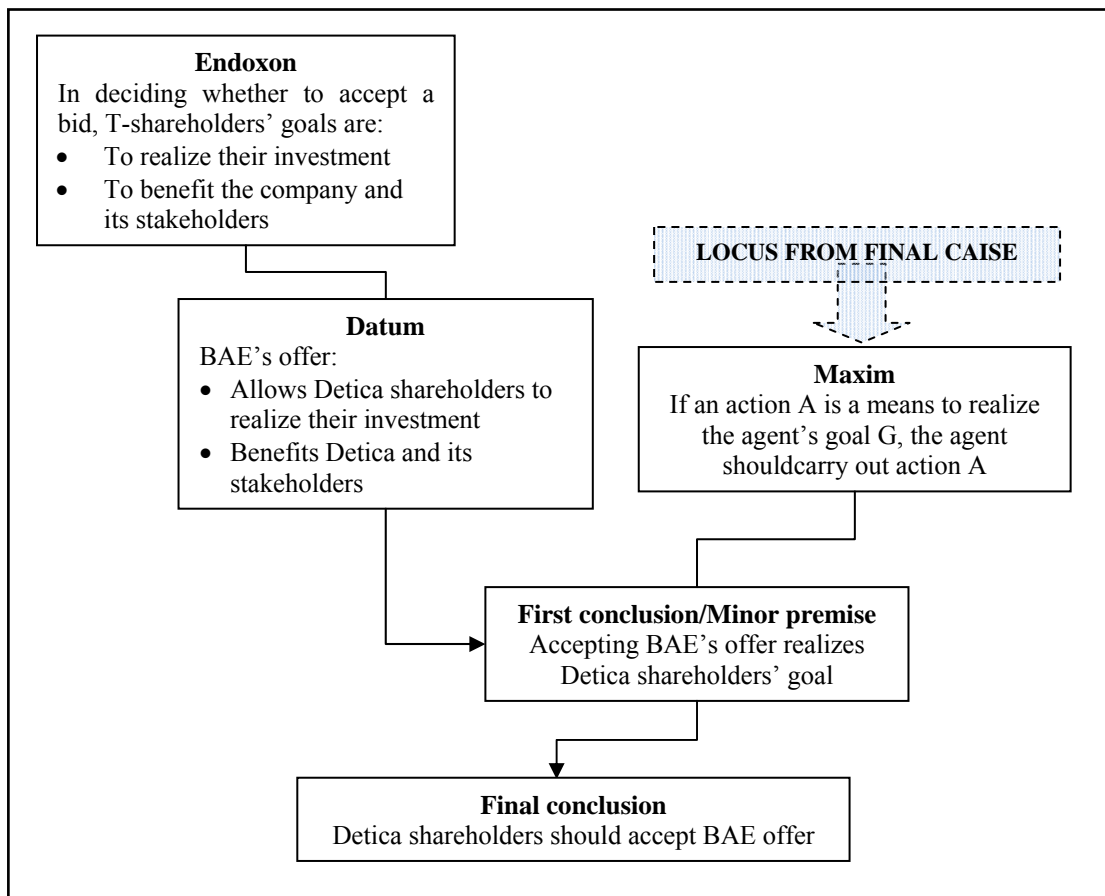 Endoxon
In deciding whether to accept a
bid, T-shareholders’ goals are:
• To realize their investment
• To benefit the company and
its stakeholders
LOCUS FROM FINAL CAISE
Datum
BAE’s offer:
• Allows Detica shareholders to
realize their investment
• Benefits Detica and its
stakeholders
Maxim
If an action A is a means to realize
the agent’s goal G, the agent
shouldcarry out action A
First conclusion/Minor premise
Accepting BAE’s offer realizes
Detica shareholders’ goal
Final conclusion
Detica shareholders should accept BAE offer